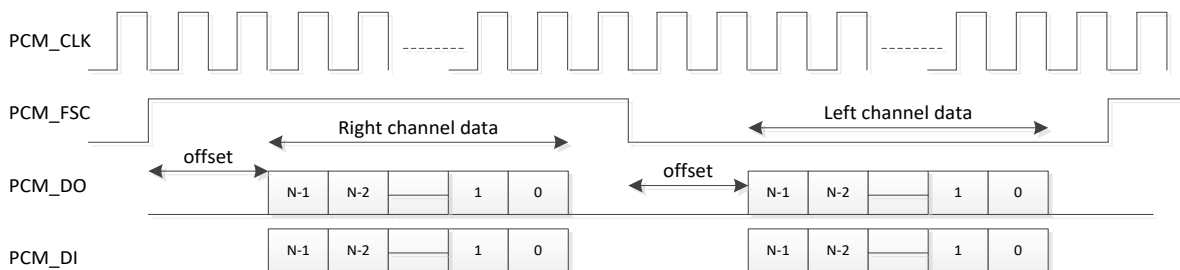 PCM_CLK
PCM_FSC
Right channel data
Left channel data
offset
offset
PCM_DO
N-1 N-2 1 0 N-1 N-2 1 0
PCM_DI
N-1 N-2 1 0 N-1 N-2 1 0